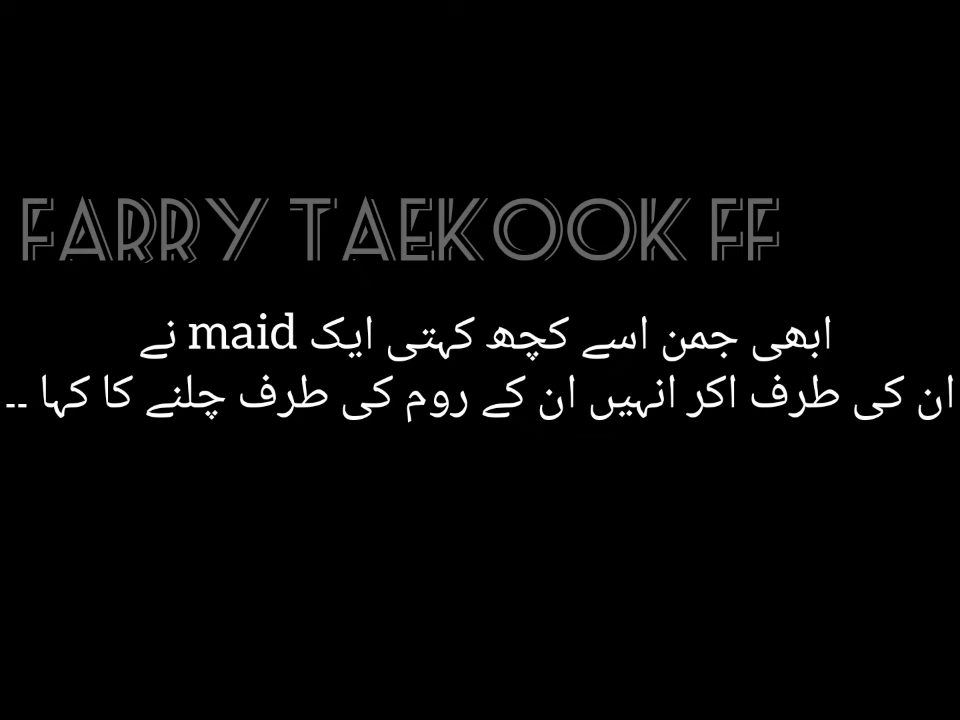 FARRY TAEKOOK FF
ابھی جمن اسے کچھ کہتی ایک maid نے
ان کی طرف اکر انہیں ان کے روم کی طرف چلنے کا کہا ۔۔